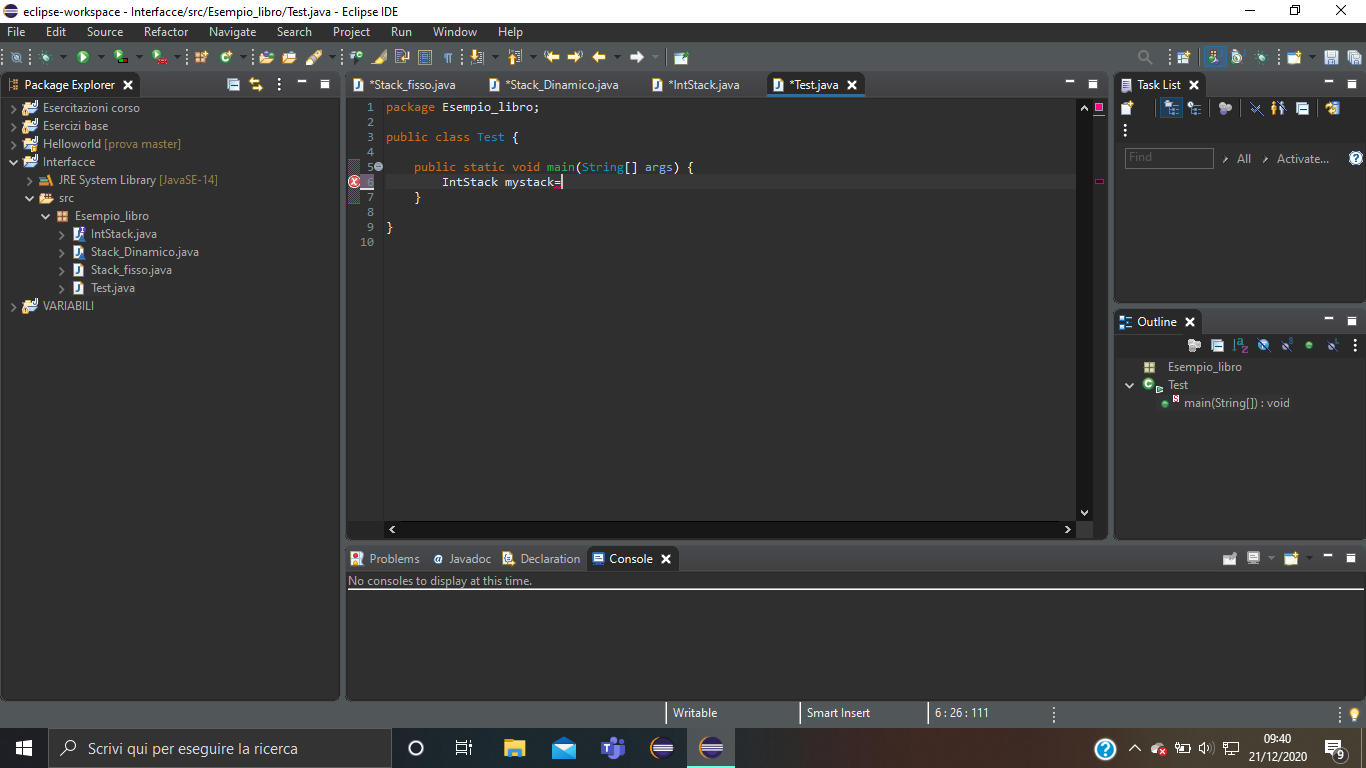 eclipse-workspace - Interfacce/src/Esempio_libro/Test.java - Eclipse IDE
File Edit Source Refactor Navigate Search Project Run Window Help
Package Explorer
*Stack_fisso.java *Stack_Dinamico.java *IntStack.java *Test.java
Task List
Esercitazioni corso
Esercizi base
Helloworld [prova master]
Interfacce
JRE System Library [JavaSE-14]
src
Esempio_libro
IntStack.java
Stack_Dinamico.java
Stack_fisso.java
Test.java
VARIABILI
1 package Esempio_libro;
2
3 public class Test {
4
5 public static void main(String[] args) {
6 IntStack mystack=
7 }
8
9 }
10
Find All Activate...
Outline
Esempio_libro
Test
main(String[]) : void
Problems Javadoc Declaration Console
No consoles to display at this time.
Writable Smart Insert 6 : 26 : 111
Scrivi qui per eseguire la ricerca
09:40
21/12/2020
9